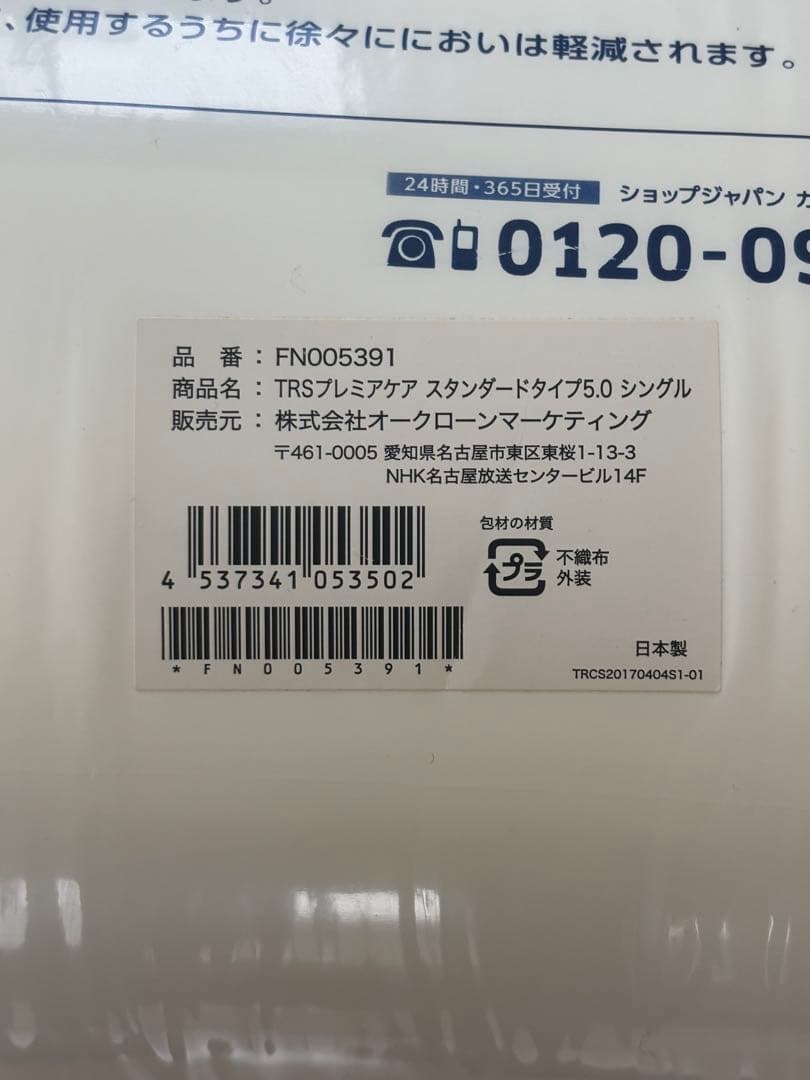 、使用するうちに徐々ににおいは軽減されます。
24時間・365日受付 ショップジャパン カ
0120-09
品 番 : FN005391
商品名 : TRSプレミアケア スタンダードタイプ5.0 シングル
販売元 : 株式会社オークローンマーケティング
〒461-0005 愛知県名古屋市東区東桜1-13-3
NHK名古屋放送センタービル14F
包材の材質
プラ 不織布
外装
4 537341 053502
*FN005391*
日本製
TRCS20170404S1-01